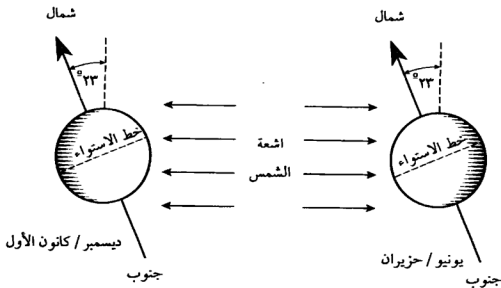 شمال
شمال
°٢٣
°٢٣
خط الاستواء
خط الاستواء
اشعة
الشمس
يونيو / حزيران
ديسمبر / كانون الأول
جنوب
جنوب